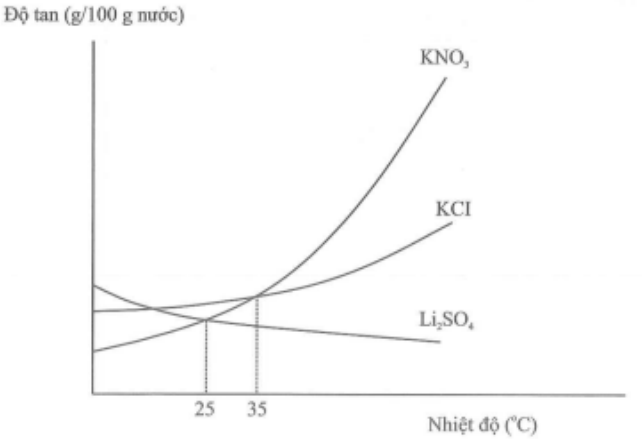 Độ tan (g/100 g nước)
KNO₃
KCl
Li₂SO₄
25 35
Nhiệt độ (°C)